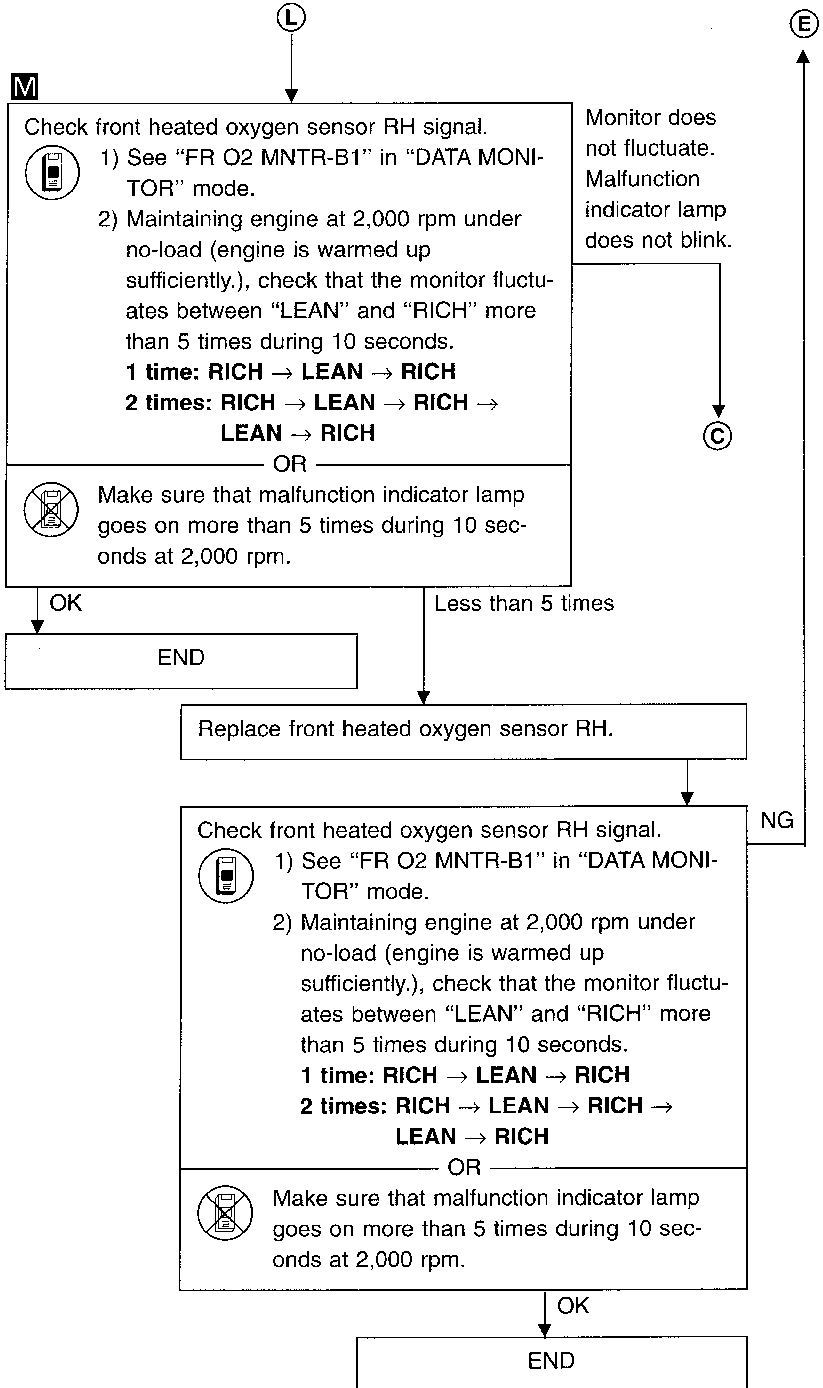 L
E
M
Check front heated oxygen sensor RH signal.
1) See “FR O2 MNTR-B1” in “DATA MONI-
TOR” mode.
2) Maintaining engine at 2,000 rpm under
no-load (engine is warmed up
sufficiently.), check that the monitor fluctu-
ates between “LEAN” and “RICH” more
than 5 times during 10 seconds.
1 time: RICH → LEAN → RICH
2 times: RICH → LEAN → RICH →
LEAN → RICH
OR
Make sure that malfunction indicator lamp
goes on more than 5 times during 10 sec-
onds at 2,000 rpm.
Monitor does
not fluctuate.
Malfunction
indicator lamp
does not blink.
C
OK
Less than 5 times
END
Replace front heated oxygen sensor RH.
NG
Check front heated oxygen sensor RH signal.
1) See “FR O2 MNTR-B1” in “DATA MONI-
TOR” mode.
2) Maintaining engine at 2,000 rpm under
no-load (engine is warmed up
sufficiently.), check that the monitor fluctu-
ates between “LEAN” and “RICH” more
than 5 times during 10 seconds.
1 time: RICH → LEAN → RICH
2 times: RICH → LEAN → RICH →
LEAN → RICH
OR
Make sure that malfunction indicator lamp
goes on more than 5 times during 10 sec-
onds at 2,000 rpm.
OK
END